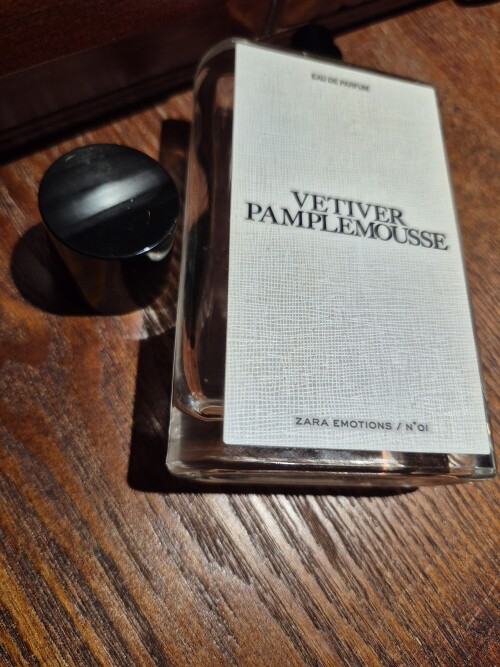 EAU DE PARFUM
VETIVER
PAMPLEMOUSSE
ZARA EMOTIONS / N°01